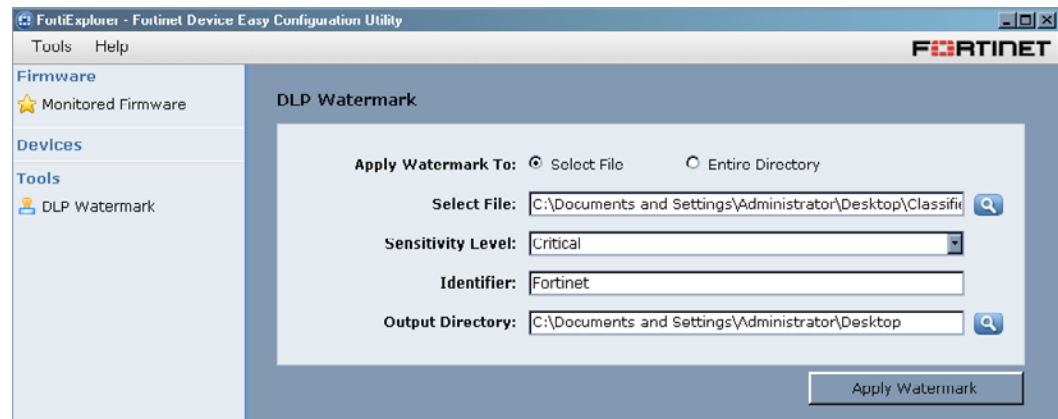 FortiExplorer - Fortinet Device Easy Configuration Utility
Tools Help
FORTINET
Firmware
Monitored Firmware
Devices
Tools
DLP Watermark
DLP Watermark
Apply Watermark To: Select File Entire Directory
Select File: C:\Documents and Settings\Administrator\Desktop\Classifie
Sensitivity Level: Critical
Identifier: Fortinet
Output Directory: C:\Documents and Settings\Administrator\Desktop
Apply Watermark